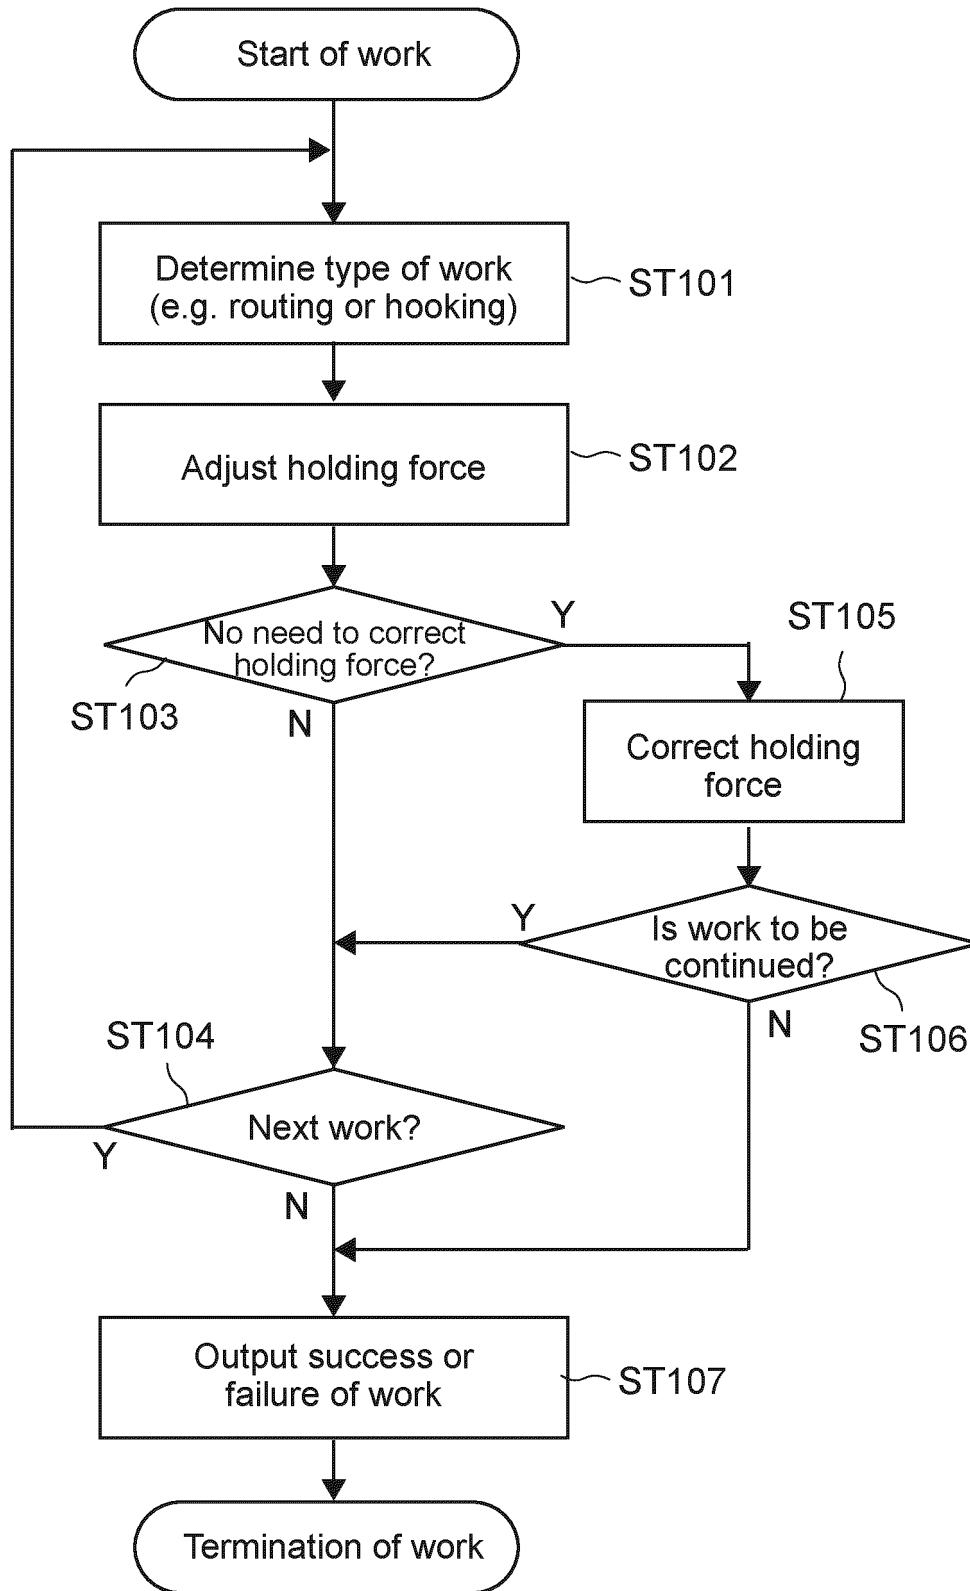 Start of work
Determine type of work
(e.g. routing or hooking)
ST101
Adjust holding force
ST102
No need to correct
holding force?
Y
ST103
N
ST105
Correct holding
force
Y
Is work to be
continued?
N
ST106
ST104
Next work?
Y
N
Output success or
failure of work
ST107
Termination of work